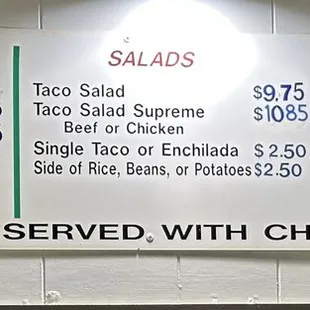 SALADS
Taco Salad $9.75
Taco Salad Supreme $1085
Beef or Chicken
Single Taco or Enchilada $2.50
Side of Rice, Beans, or Potatoes $2.50
SERVED WITH CH